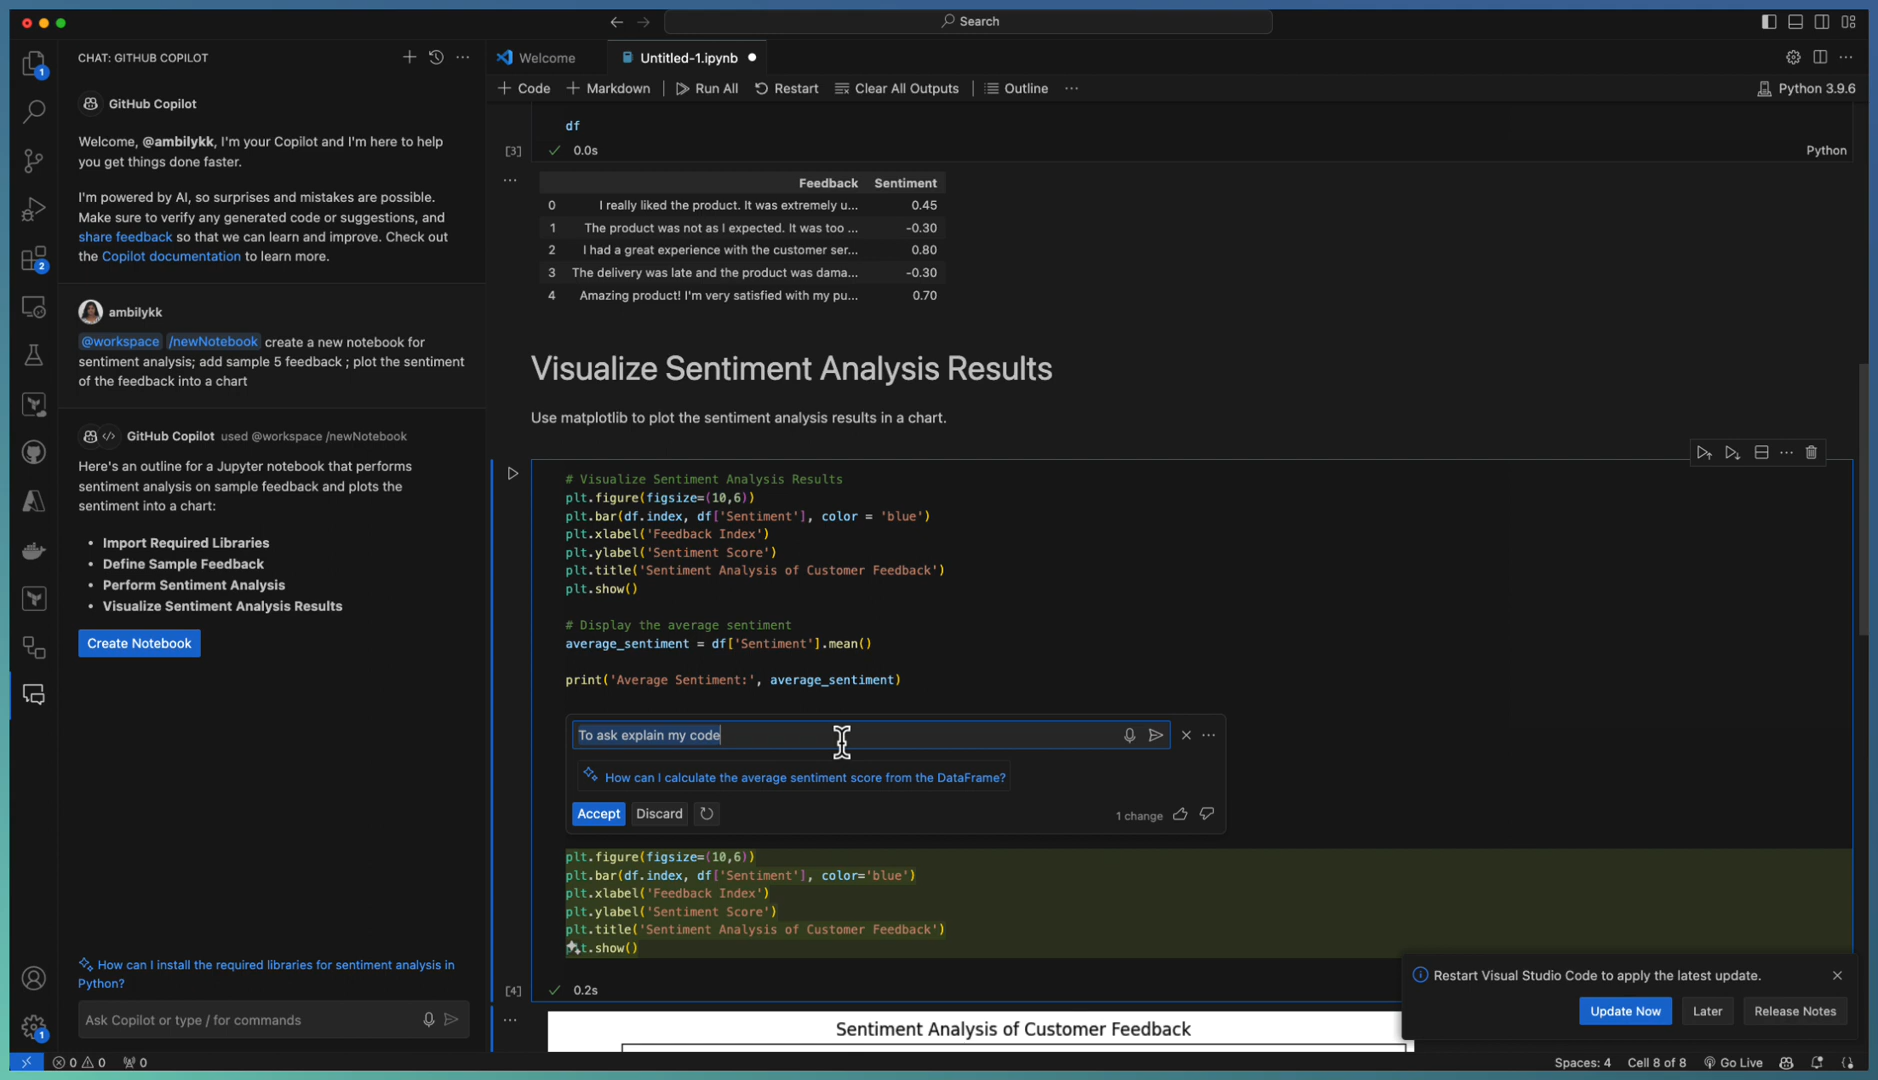 Search
CHAT: GITHUB COPILOT
GitHub Copilot
Welcome, @ambilykk, I'm your Copilot and I'm here to help
you get things done faster.
I'm powered by AI, so surprises and mistakes are possible.
Make sure to verify any generated code or suggestions, and
share feedback so that we can learn and improve. Check out
the Copilot documentation to learn more.
ambilykk
@workspace /newNotebook create a new notebook for
sentiment analysis; add sample 5 feedback ; plot the sentiment
of the feedback into a chart
GitHub Copilot used @workspace /newNotebook
Here's an outline for a Jupyter notebook that performs
sentiment analysis on sample feedback and plots the
sentiment into a chart:
• Import Required Libraries
• Define Sample Feedback
• Perform Sentiment Analysis
• Visualize Sentiment Analysis Results
Create Notebook
How can I install the required libraries for sentiment analysis in
Python?
Ask Copilot or type / for commands
1
2
1
Welcome
Untitled-1.ipynb
+ Code + Markdown Run All Restart Clear All Outputs Outline ...
Python 3.9.6
df
[3] 0.0s
Python
Feedback Sentiment
0 I really liked the product. It was extremely u... 0.45
1 The product was not as I expected. It was too ... -0.30
2 I had a great experience with the customer ser... 0.80
3 The delivery was late and the product was dama... -0.30
4 Amazing product! I'm very satisfied with my pu... 0.70
Visualize Sentiment Analysis Results
Use matplotlib to plot the sentiment analysis results in a chart.
# Visualize Sentiment Analysis Results
plt.figure(figsize=(10,6))
plt.bar(df.index, df['Sentiment'], color = 'blue')
plt.xlabel('Feedback Index')
plt.ylabel('Sentiment Score')
plt.title('Sentiment Analysis of Customer Feedback')
plt.show()
# Display the average sentiment
average_sentiment = df['Sentiment'].mean()
print('Average Sentiment:', average_sentiment)
To ask explain my code
How can I calculate the average sentiment score from the DataFrame?
Accept Discard
1 change
plt.figure(figsize=(10,6))
plt.bar(df.index, df['Sentiment'], color='blue')
plt.xlabel('Feedback Index')
plt.ylabel('Sentiment Score')
plt.title('Sentiment Analysis of Customer Feedback')
t.show()
[4] 0.2s
Sentiment Analysis of Customer Feedback
Restart Visual Studio Code to apply the latest update.
Update Now Later Release Notes
0 0 0
Spaces: 4 Cell 8 of 8 Go Live